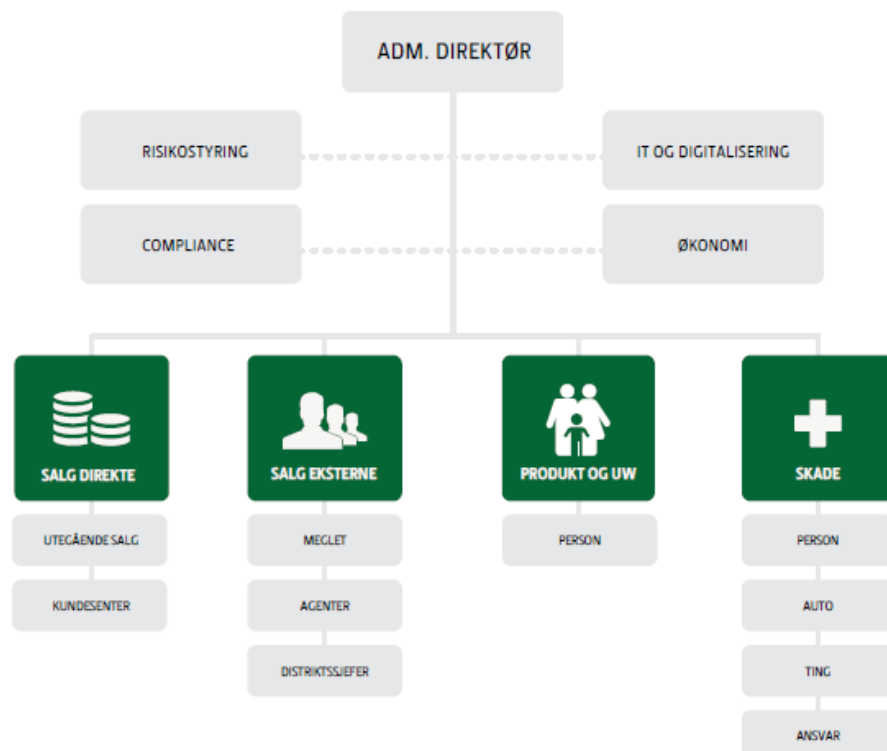 ADM. DIREKTØR
RISIKOSTYRING
IT OG DIGITALISERING
COMPLIANCE
ØKONOMI
SALG DIREKTE
UTEGÅENDE SALG
KUNDESENTER
SALG EKSTERNE
MEGLET
AGENTER
DISTRIKTSSJEFER
PRODUKT OG UW
PERSON
SKADE
PERSON
AUTO
TING
ANSVAR